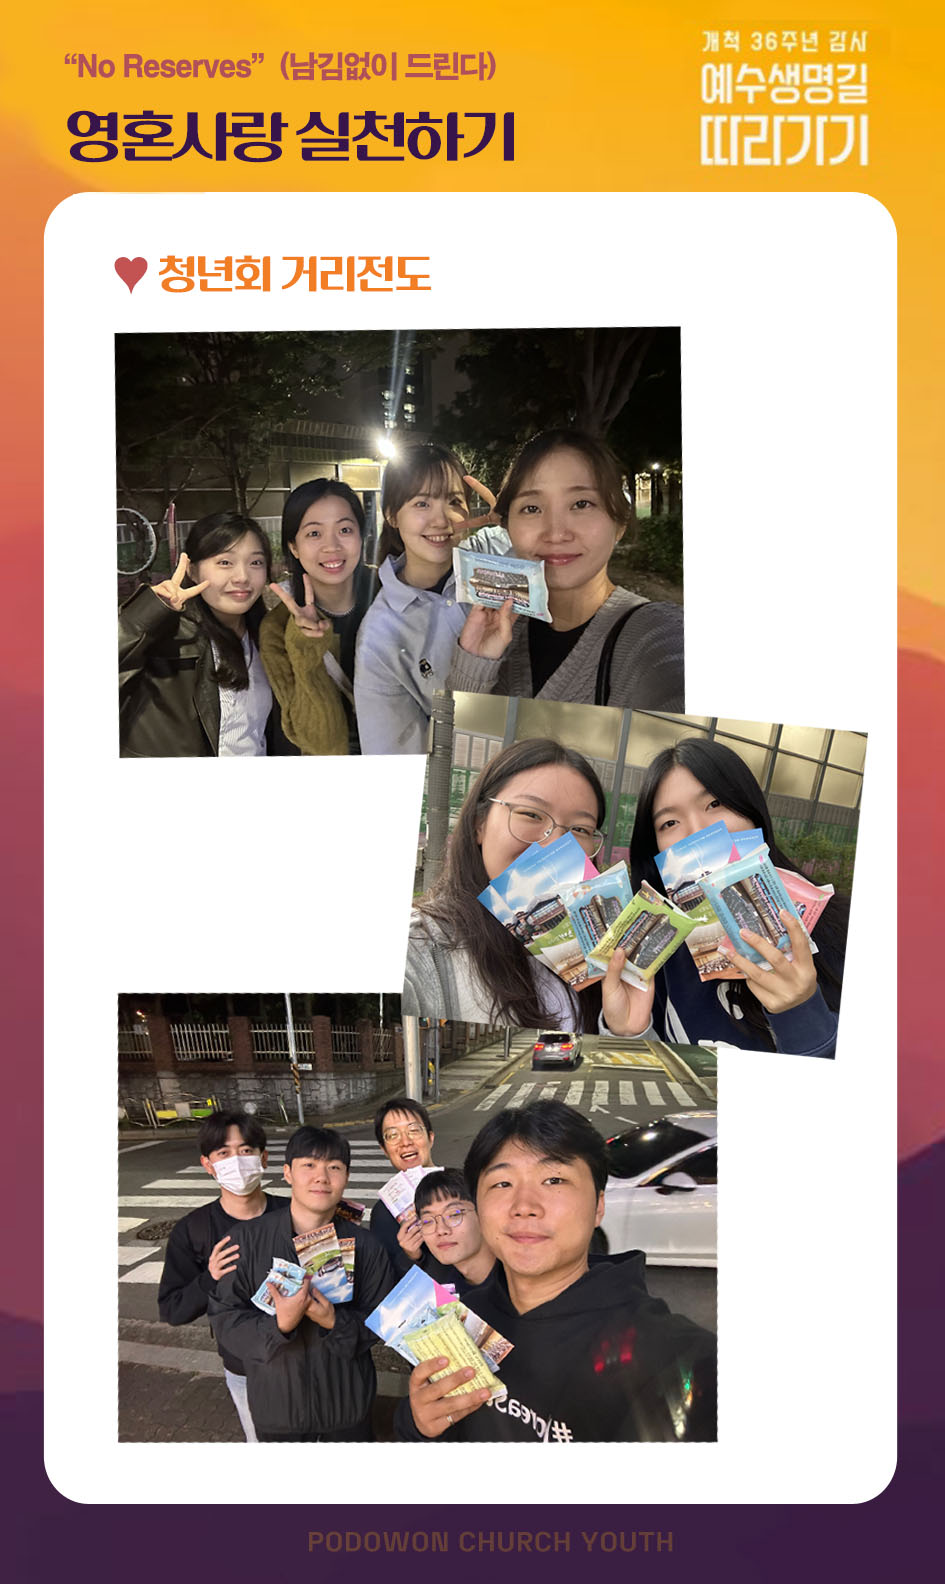 “No Reserves” (남김없이 드린다)
영혼사랑 실천하기
개척 36주년 감사
예수생명길
따라가기
♥ 청년회 거리전도
PODOWON CHURCH YOUTH